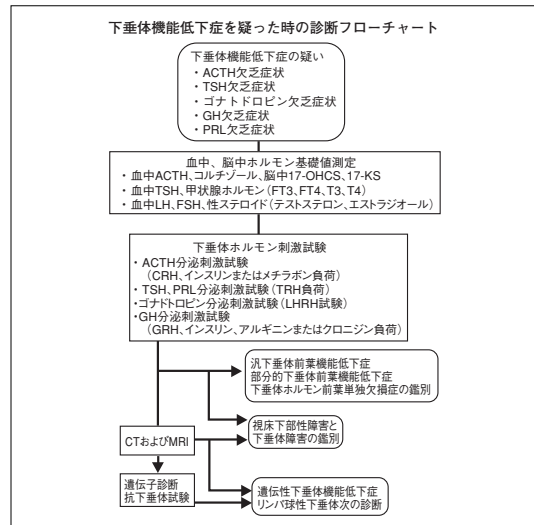 下垂体機能低下症を疑った時の診断フローチャート
下垂体機能低下症の疑い
・ACTH欠乏症状
・TSH欠乏症状
・ゴナトドロピン欠乏症状
・GH欠乏症状
・PRL欠乏症状
血中、脳中ホルモン基礎値測定
・血中ACTH、コルチゾール、脳中17-OHCS、17-KS
・血中TSH、甲状腺ホルモン(FT3、FT4、T3、T4)
・血中LH、FSH、性ステロイド(テストステロン、エストラジオール)
下垂体ホルモン刺激試験
・ACTH分泌刺激試験
(CRH、インスリンまたはメチラポン負荷)
・TSH、PRL分泌刺激試験(TRH負荷)
・ゴナドトロピン分泌刺激試験(LHRH試験)
・GH分泌刺激試験
(GRH、インスリン、アルギニンまたはクロニジン負荷)
汎下垂体前葉機能低下症
部分的下垂体前葉機能低下症
下垂体ホルモン前葉単独欠損症の鑑別
視床下部性障害と
下垂体障害の鑑別
CTおよびMRI
遺伝子診断
抗下垂体試験
遺伝性下垂体機能低下症
リンパ球性下垂体次の診断